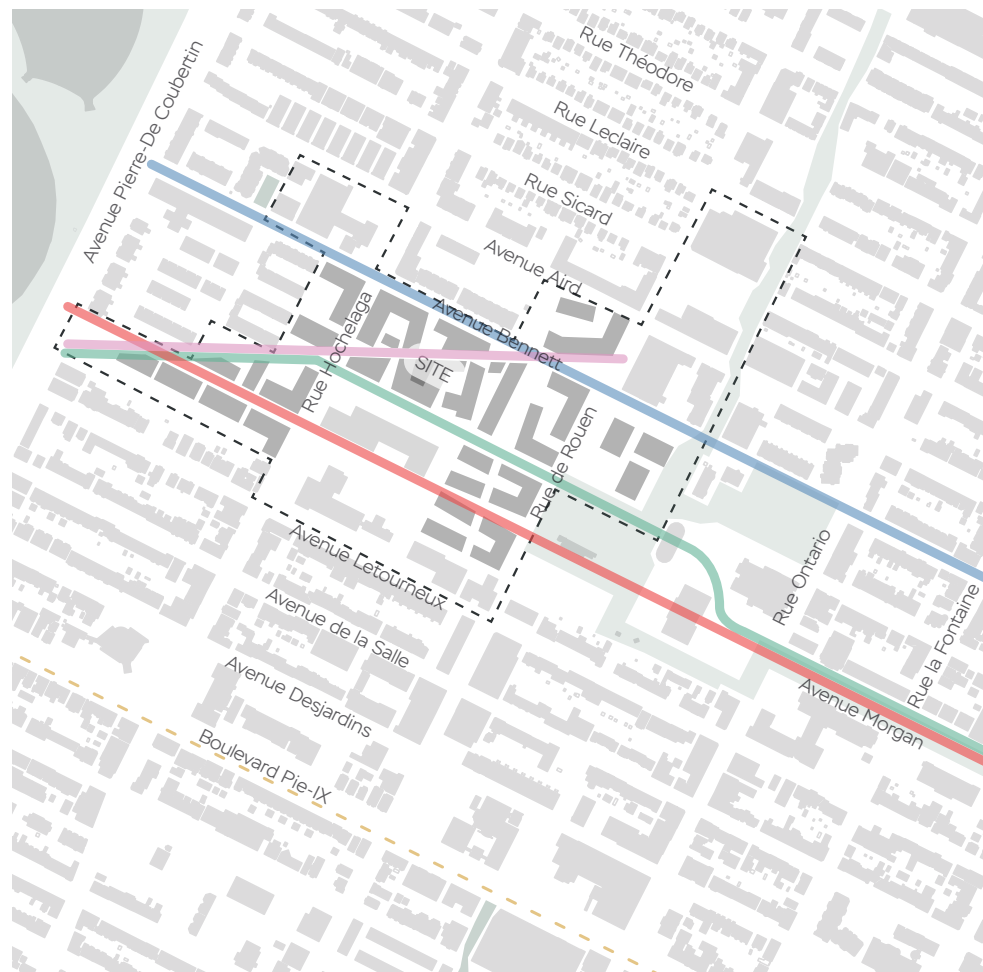 Rue Théodore
Avenue Pierre-De Coubertin
Rue Leclaire
Rue Sicard
Avenue Aird
Avenue Bennett
Rue Hochelaga
SITE
Rue de Rouen
Avenue Letourneux
Rue Ontario
Avenue de la Salle
Rue la Fontaine
Avenue Desjardins
Avenue Morgan
Boulevard Pie-IX